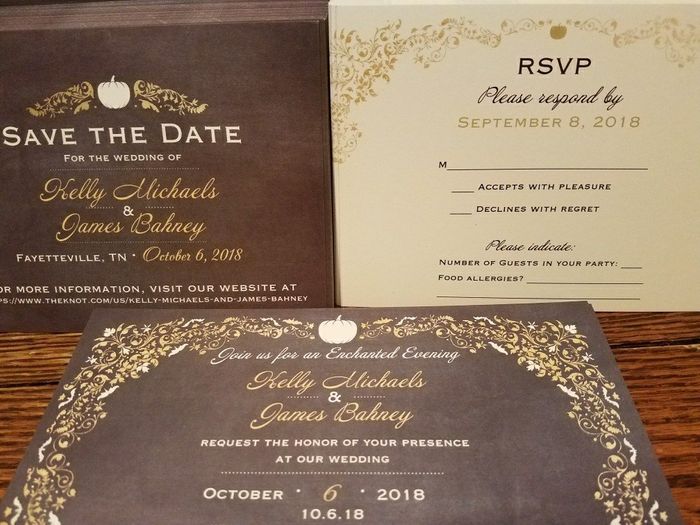 SAVE THE DATE
FOR THE WEDDING OF
Kelly Michaels
&
James Bahney
FAYETTEVILLE, TN • October 6, 2018
OR MORE INFORMATION, VISIT OUR WEBSITE AT
PS://WWW.THEKNOT.COM/US/KELLY-MICHAELS-AND-JAMES-BAHNEY
RSVP
Please respond by
SEPTEMBER 8, 2018
M
ACCEPTS WITH PLEASURE
DECLINES WITH REGRET
Please indicate:
NUMBER OF GUESTS IN YOUR PARTY:
FOOD ALLERGIES?
Join us for an Enchanted Evening
Kelly Michaels
&
James Bahney
REQUEST THE HONOR OF YOUR PRESENCE
AT OUR WEDDING
OCTOBER • 6 • 2018
10.6.18